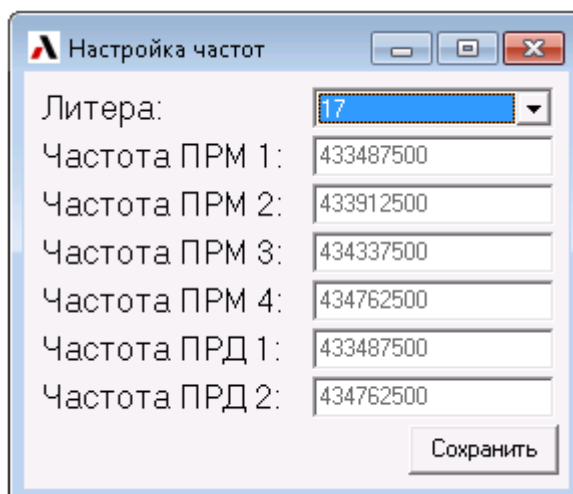 Настройка частот
Литера: 17
Частота ПРМ 1: 433487500
Частота ПРМ 2: 433912500
Частота ПРМ 3: 434337500
Частота ПРМ 4: 434762500
Частота ПРД 1: 433487500
Частота ПРД 2: 434762500
Сохранить